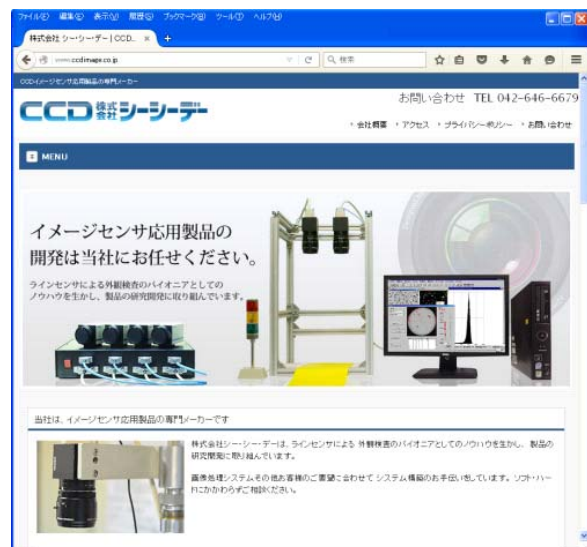 ファイル(F) 編集(E) 表示(V) 履歴(S) ブックマーク(B) ツール(T) ヘルプ(H)
株式会社 シーシーデー | CCD...
www.ccdimage.co.jp
検索
CCDイメージセンサ応用製品の専門メーカー
お問い合わせ TEL 042-646-6679
CCD株式会社シーシーデー
会社概要 アクセス プライバシーポリシー お問い合わせ
MENU
イメージセンサ応用製品の
開発は当社にお任せください。
ラインセンサによる外観検査のパイオニアとしての
ノウハウを生かし、製品の研究開発に取り組んでいます。
当社は、イメージセンサ応用製品の専門メーカーです
株式会社シー・シー・デーは、ラインセンサによる 外観検査のパイオニアとしてのノウハウを生かし、 製品の
研究開発に取り組んでいます。
画像処理システムその他お客様のご要望に合わせて システム構築のお手伝いをしています。ソフト・ハー
ドにかかわらずご相談ください。